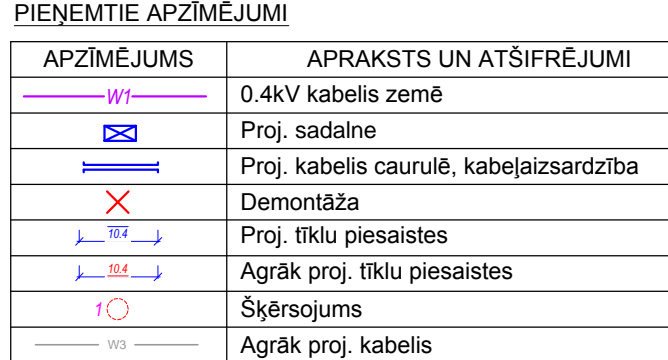 PIEŅEMTIE APZĪMĒJUMI
APZĪMĒJUMS APRAKSTS UN ATŠIFRĒJUMI
W1 0.4kV kabelis zemē
Proj. sadalne
Proj. kabelis caurulē, kabeļaizsardzība
Demontāža
10.4 Proj. tīklu piesaistes
10.4 Agrāk proj. tīklu piesaistes
1 Šķērsojums
W3 Agrāk proj. kabelis